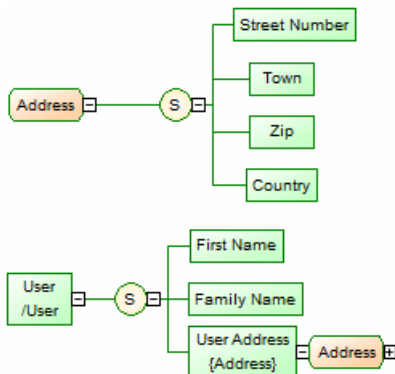 Street Number
Town
Address
S
Zip
Country
First Name
User
/User
S
Family Name
User Address
{Address}
Address